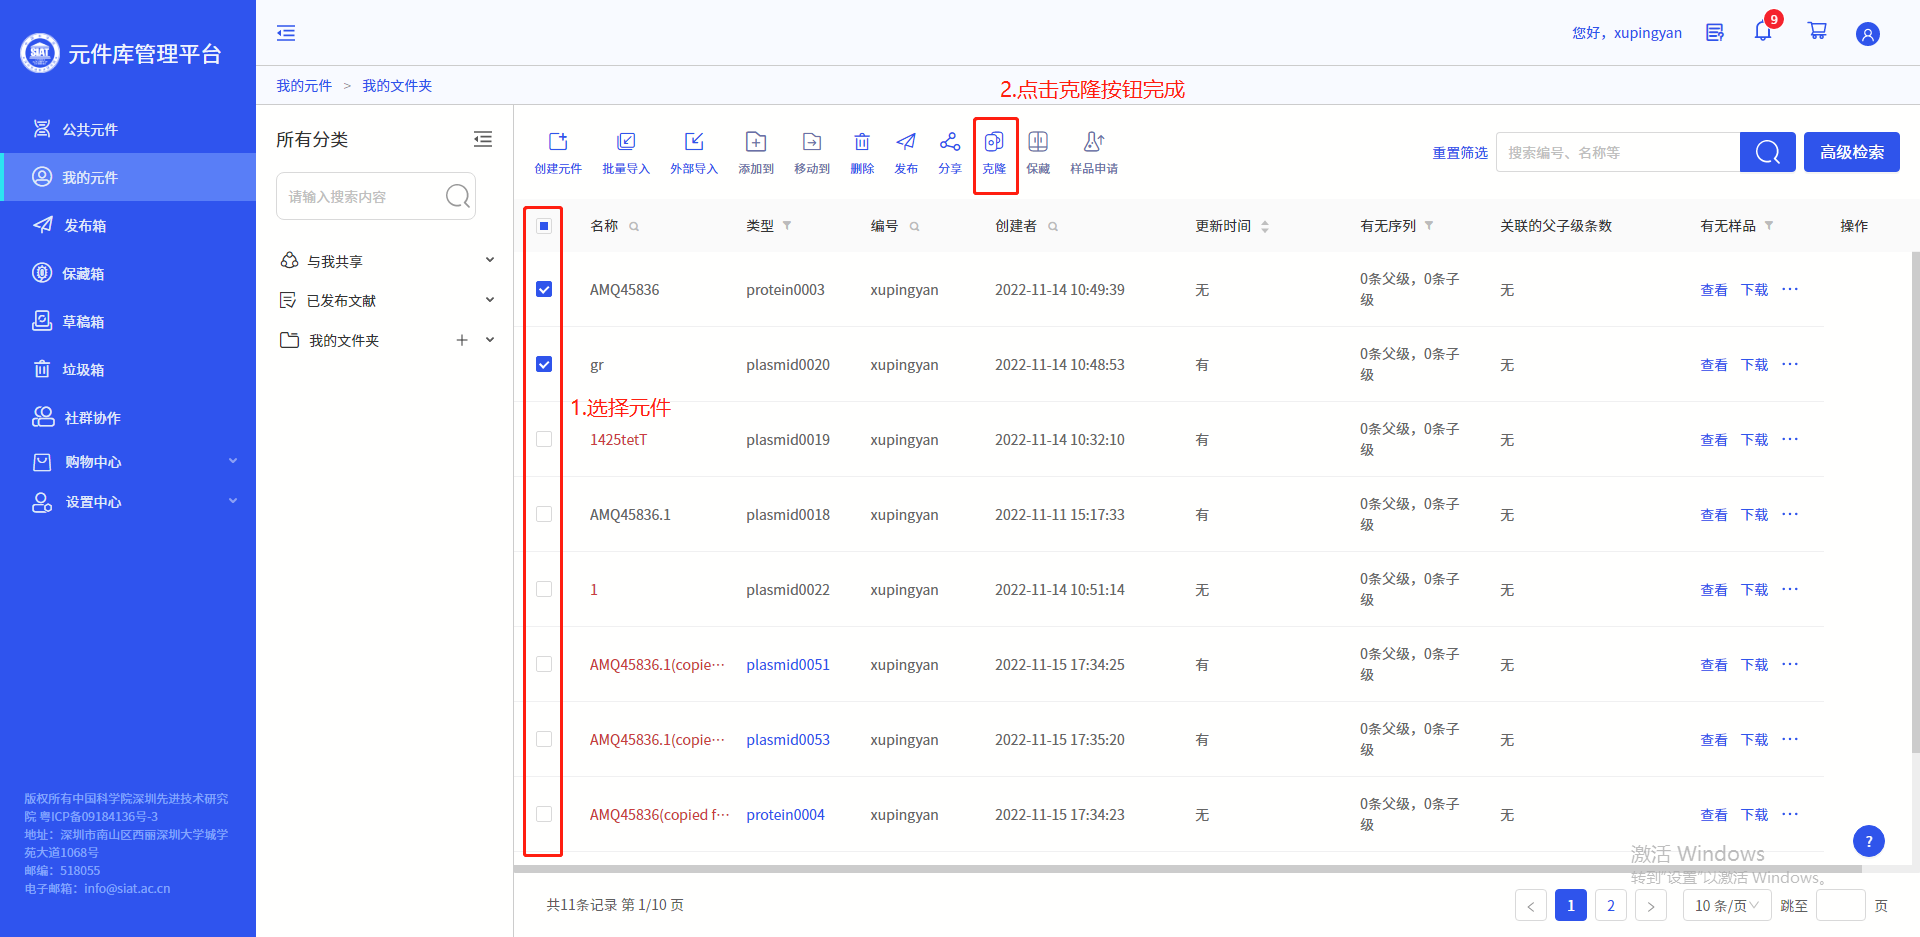 SIAT 元件库管理平台
您好，xupingyan
9
公共元件
我的元件
发布箱
保藏箱
草稿箱
垃圾箱
社群协作
购物中心
设置中心
版权所有中国科学院深圳先进技术研究
院 粤ICP备09184136号-3
地址：深圳市南山区西丽深圳大学城学
苑大道1068号
邮编：518055
电子邮箱：info@siat.ac.cn
我的元件 > 我的文件夹
2.点击克隆按钮完成
所有分类
请输入搜索内容
与我共享
已发布文献
我的文件夹
创建元件 批量导入 外部导入 添加到 移动到 删除 发布 分享 克隆 保藏 样品申请
重置筛选 搜索编号、名称等 高级检索
名称 类型 编号 创建者 更新时间 有无序列 关联的父子级条数 有无样品 操作
AMQ45836 protein0003 xupingyan 2022-11-14 10:49:39 无 0条父级，0条子 无 查看 下载 ···
级
gr plasmid0020 xupingyan 2022-11-14 10:48:53 有 0条父级，0条子 无 查看 下载 ···
级
1.选择元件
1425tetT plasmid0019 xupingyan 2022-11-14 10:32:10 有 0条父级，0条子 无 查看 下载 ···
级
AMQ45836.1 plasmid0018 xupingyan 2022-11-11 15:17:33 有 0条父级，0条子 无 查看 下载 ···
级
1 plasmid0022 xupingyan 2022-11-14 10:51:14 无 0条父级，0条子 无 查看 下载 ···
级
AMQ45836.1(copie··· plasmid0051 xupingyan 2022-11-15 17:34:25 有 0条父级，0条子 无 查看 下载 ···
级
AMQ45836.1(copie··· plasmid0053 xupingyan 2022-11-15 17:35:20 有 0条父级，0条子 无 查看 下载 ···
级
AMQ45836(copied f··· protein0004 xupingyan 2022-11-15 17:34:23 无 0条父级，0条子 无 查看 下载 ···
级
?
激活 Windows
转到"设置"以激活 Windows。
共11条记录 第 1/10 页
< 1 2 > 10 条/页 跳至 页